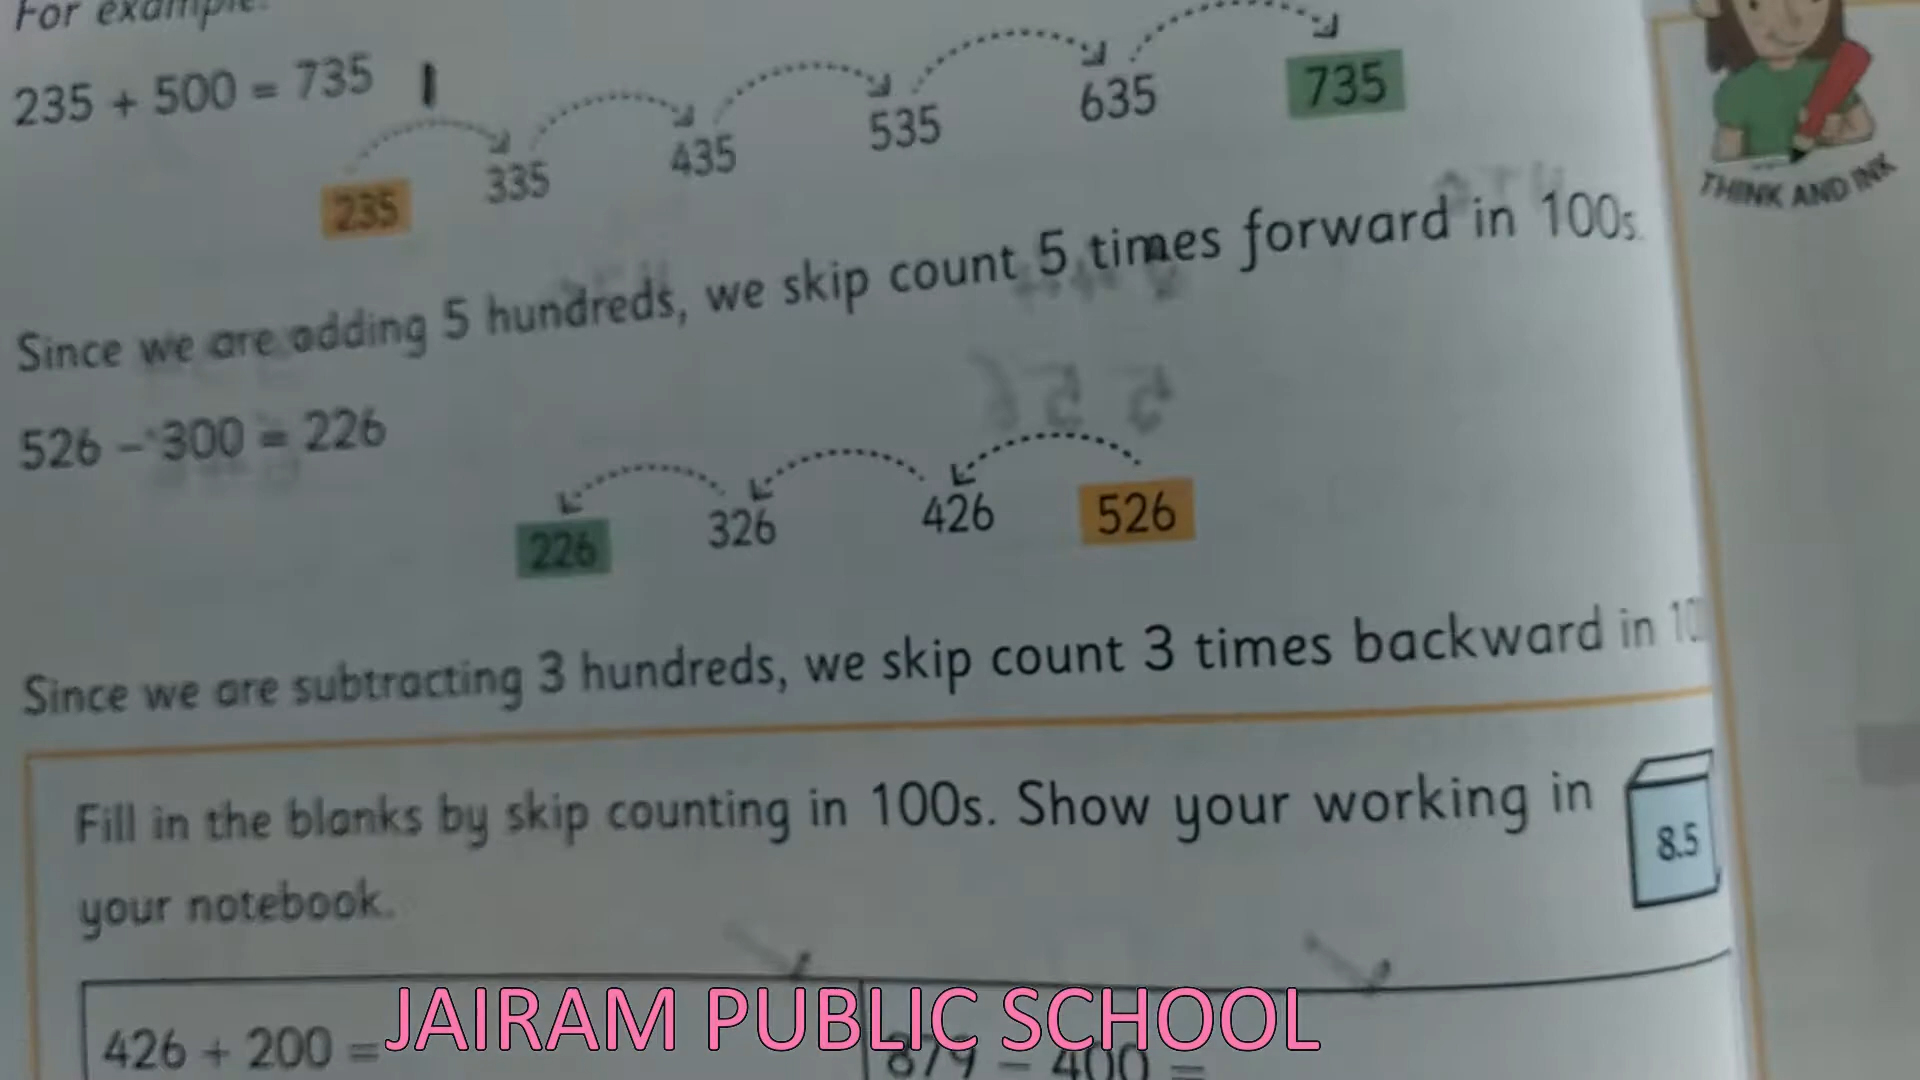 For example:
235 + 500 = 735
235 335 435 535 635 735
THINK AND INK
Since we are adding 5 hundreds, we skip count 5 times forward in 100s.
526 – 300 = 226
226 326 426 526
Since we are subtracting 3 hundreds, we skip count 3 times backward in 10
Fill in the blanks by skip counting in 100s. Show your working in
your notebook.
8.5
426 + 200 =
879 – 400 =
JAIRAM PUBLIC SCHOOL